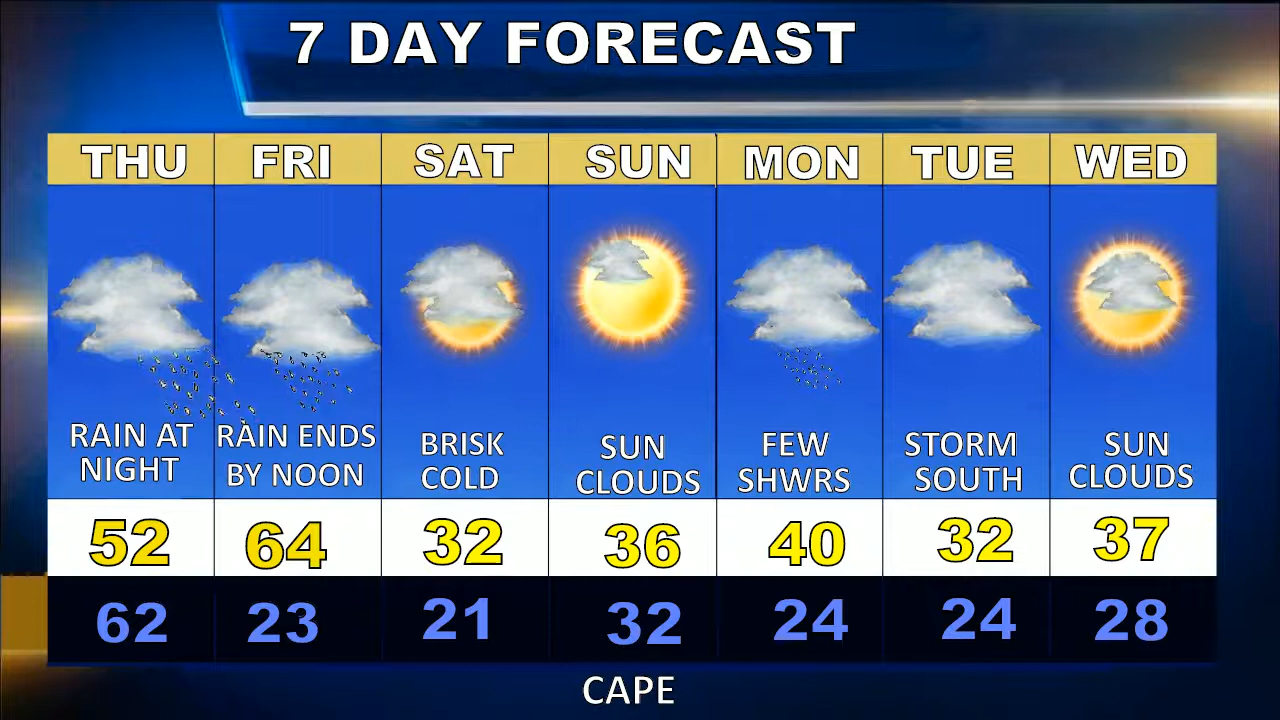 7 DAY FORECAST
THU FRI SAT SUN MON TUE WED
RAIN AT
NIGHT
RAIN ENDS
BY NOON
BRISK
COLD
SUN
CLOUDS
FEW
SHWRS
STORM
SOUTH
SUN
CLOUDS
52 64 32 36 40 32 37
62 23 21 32 24 24 28
CAPE